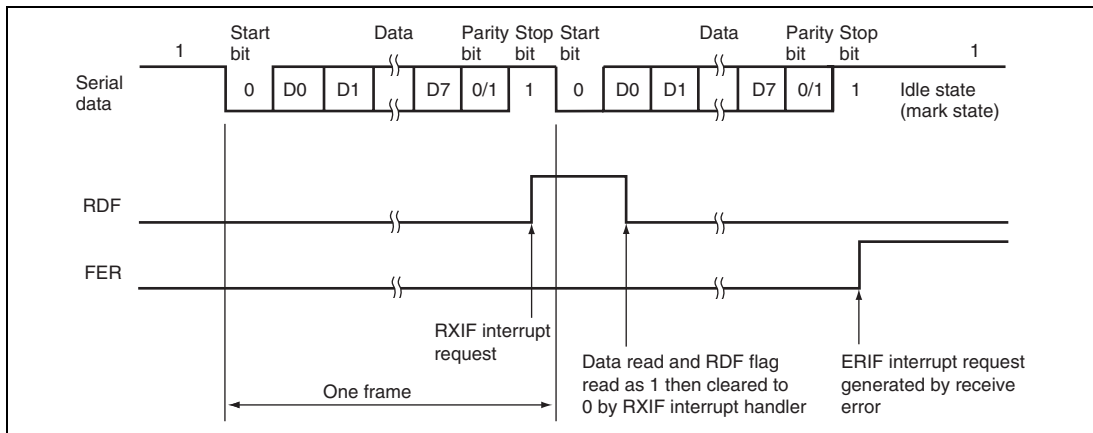 Start bit Data Parity bit Stop bit Start bit Data Parity bit Stop bit
1 1
Serial data 0 D0 D1 D7 0/1 1 0 D0 D1 D7 0/1 1 Idle state (mark state)
RDF
FER
RXIF interrupt
request
Data read and RDF flag
read as 1 then cleared to
0 by RXIF interrupt handler
ERIF interrupt request
generated by receive
error
One frame